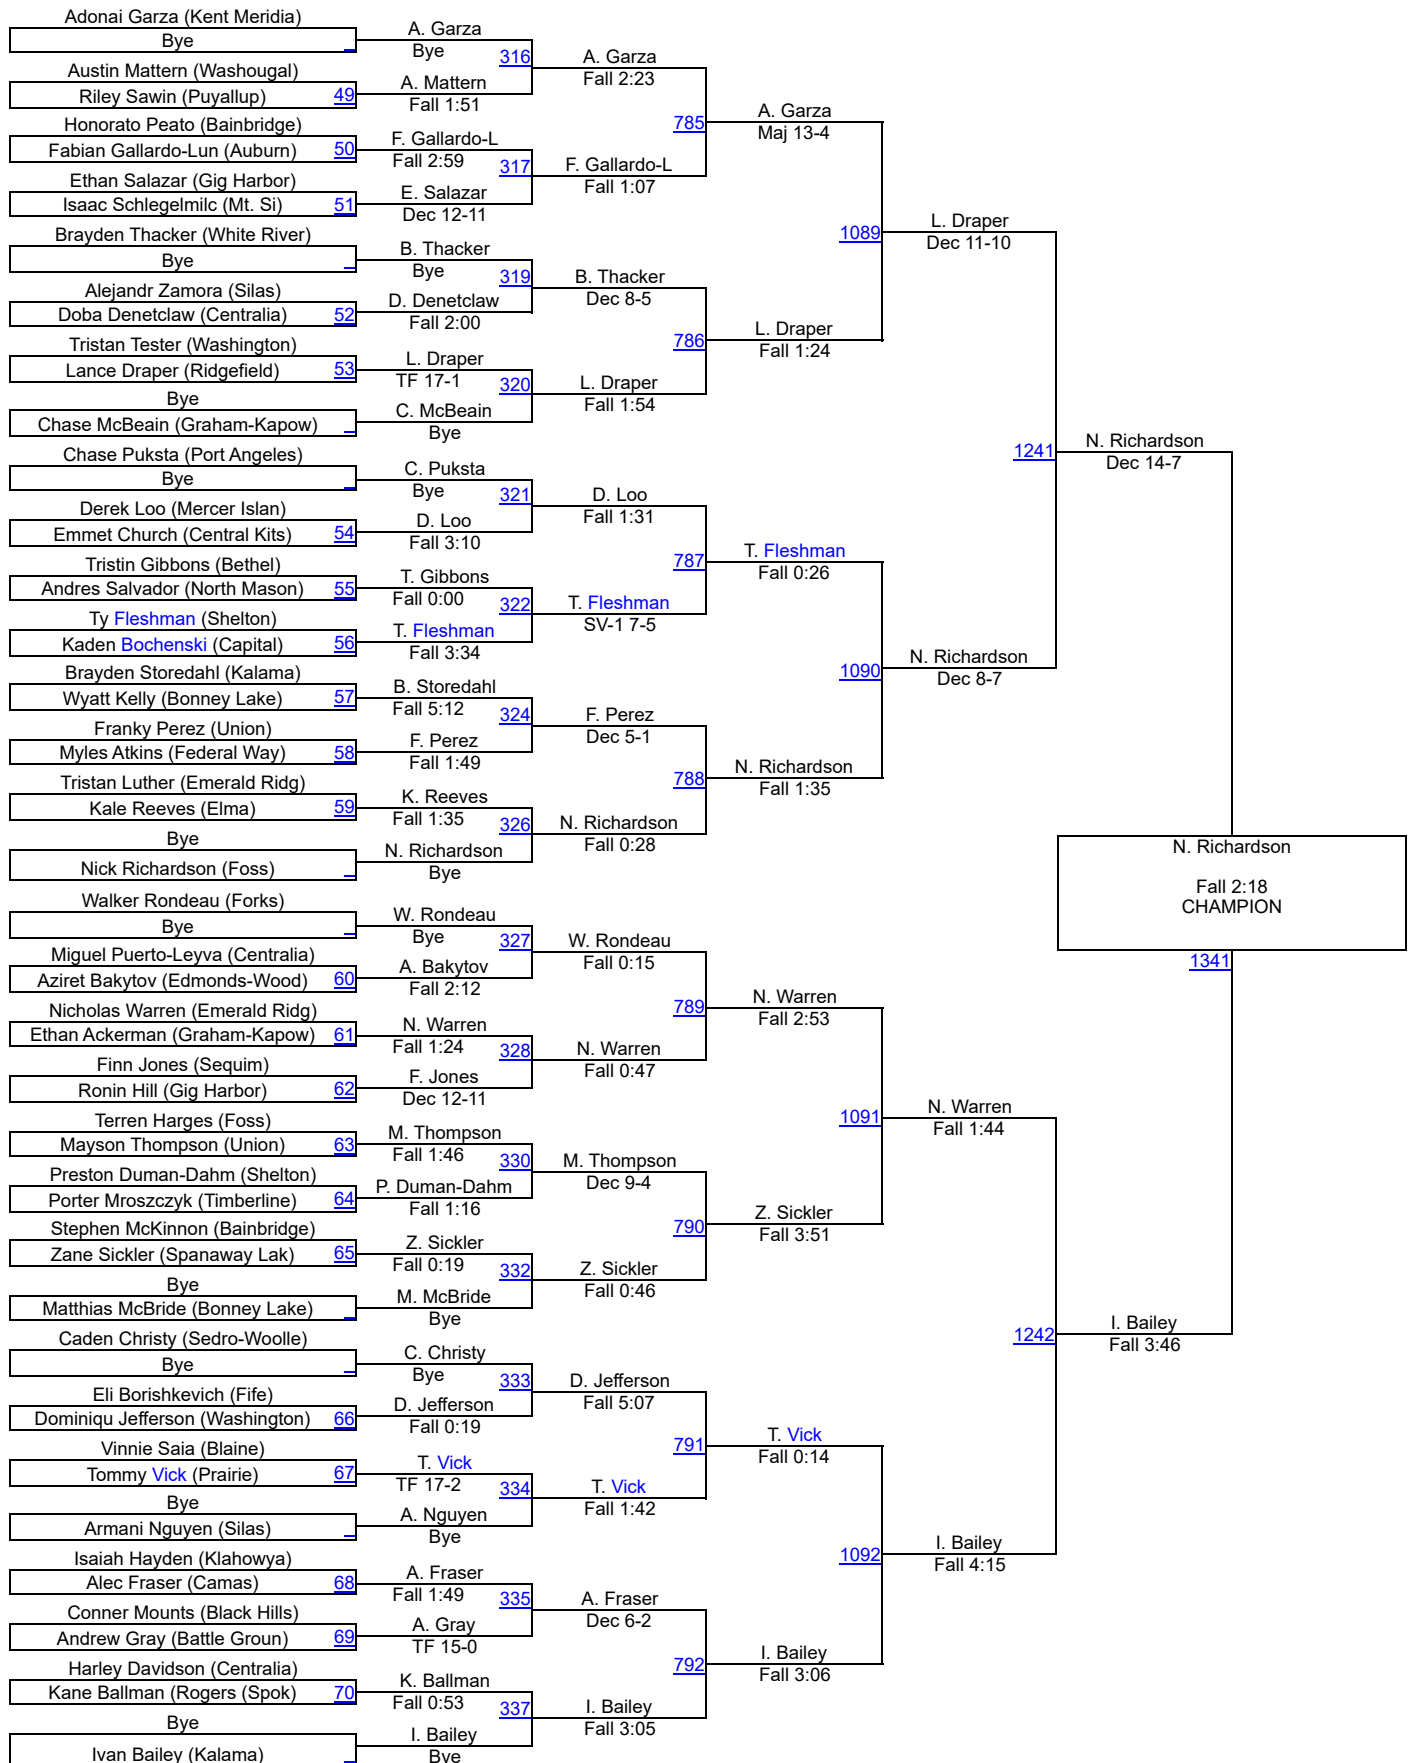 Adonai Garza (Kent Meridia)
Bye
Austin Mattern (Washougal)
Riley Sawin (Puyallup) 49
Honorato Peato (Bainbridge)
Fabian Gallardo-Lun (Auburn) 50
Ethan Salazar (Gig Harbor)
Isaac Schlegelmilc (Mt. Si) 51
Brayden Thacker (White River)
Bye
Alejandr Zamora (Silas)
Doba Denetclaw (Centralia) 52
Tristan Tester (Washington)
Lance Draper (Ridgefield) 53
Bye
Chase McBeain (Graham-Kapow)
Chase Puksta (Port Angeles)
Bye
Derek Loo (Mercer Islan)
Emmet Church (Central Kits) 54
Tristin Gibbons (Bethel)
Andres Salvador (North Mason) 55
Ty Fleshman (Shelton)
Kaden Bochenski (Capital) 56
Brayden Storedahl (Kalama)
Wyatt Kelly (Bonney Lake) 57
Franky Perez (Union)
Myles Atkins (Federal Way) 58
Tristan Luther (Emerald Ridg)
Kale Reeves (Elma) 59
Bye
Nick Richardson (Foss)
Walker Rondeau (Forks)
Bye
Miguel Puerto-Leyva (Centralia)
Aziret Bakytov (Edmonds-Wood) 60
Nicholas Warren (Emerald Ridg)
Ethan Ackerman (Graham-Kapow) 61
Finn Jones (Sequim)
Ronin Hill (Gig Harbor) 62
Terren Harges (Foss)
Mayson Thompson (Union) 63
Preston Duman-Dahm (Shelton)
Porter Mroszczyk (Timberline) 64
Stephen McKinnon (Bainbridge)
Zane Sickler (Spanaway Lak) 65
Bye
Matthias McBride (Bonney Lake)
Caden Christy (Sedro-Woolle)
Bye
Eli Borishkevich (Fife)
Dominiqu Jefferson (Washington) 66
Vinnie Saia (Blaine)
Tommy Vick (Prairie) 67
Bye
Armani Nguyen (Silas)
Isaiah Hayden (Klahowya)
Alec Fraser (Camas) 68
Conner Mounts (Black Hills)
Andrew Gray (Battle Groun) 69
Harley Davidson (Centralia)
Kane Ballman (Rogers (Spok) 70
Bye
Ivan Bailey (Kalama)
A. Garza
Bye
316
A. Mattern
Fall 1:51
F. Gallardo-L
Fall 2:59
317
E. Salazar
Dec 12-11
B. Thacker
Bye
319
D. Denetclaw
Fall 2:00
L. Draper
TF 17-1
320
C. McBeain
Bye
C. Puksta
Bye
321
D. Loo
Fall 3:10
T. Gibbons
Fall 0:00
322
T. Fleshman
Fall 3:34
B. Storedahl
Fall 5:12
324
F. Perez
Fall 1:49
K. Reeves
Fall 1:35
326
N. Richardson
Bye
W. Rondeau
Bye
327
A. Bakytov
Fall 2:12
N. Warren
Fall 1:24
328
F. Jones
Dec 12-11
M. Thompson
Fall 1:46
330
P. Duman-Dahm
Fall 1:16
Z. Sickler
Fall 0:19
332
M. McBride
Bye
C. Christy
Bye
333
D. Jefferson
Fall 0:19
T. Vick
TF 17-2
334
A. Nguyen
Bye
A. Fraser
Fall 1:49
335
A. Gray
TF 15-0
K. Ballman
Fall 0:53
337
I. Bailey
Bye
A. Garza
Fall 2:23
785
F. Gallardo-L
Fall 1:07
B. Thacker
Dec 8-5
786
L. Draper
Fall 1:54
D. Loo
Fall 1:31
787
T. Fleshman
SV-1 7-5
F. Perez
Dec 5-1
788
N. Richardson
Fall 0:28
W. Rondeau
Fall 0:15
789
N. Warren
Fall 0:47
M. Thompson
Dec 9-4
790
Z. Sickler
Fall 0:46
D. Jefferson
Fall 5:07
791
T. Vick
Fall 1:42
A. Fraser
Dec 6-2
792
I. Bailey
Fall 3:05
A. Garza
Maj 13-4
1089
L. Draper
Fall 1:24
T. Fleshman
Fall 0:26
1090
N. Richardson
Fall 1:35
N. Warren
Fall 2:53
1091
Z. Sickler
Fall 3:51
T. Vick
Fall 0:14
1092
I. Bailey
Fall 3:06
L. Draper
Dec 11-10
1241
N. Richardson
Dec 8-7
N. Warren
Fall 1:44
1242
I. Bailey
Fall 4:15
N. Richardson
Dec 14-7
I. Bailey
Fall 3:46
N. Richardson
Fall 2:18
CHAMPION
1341